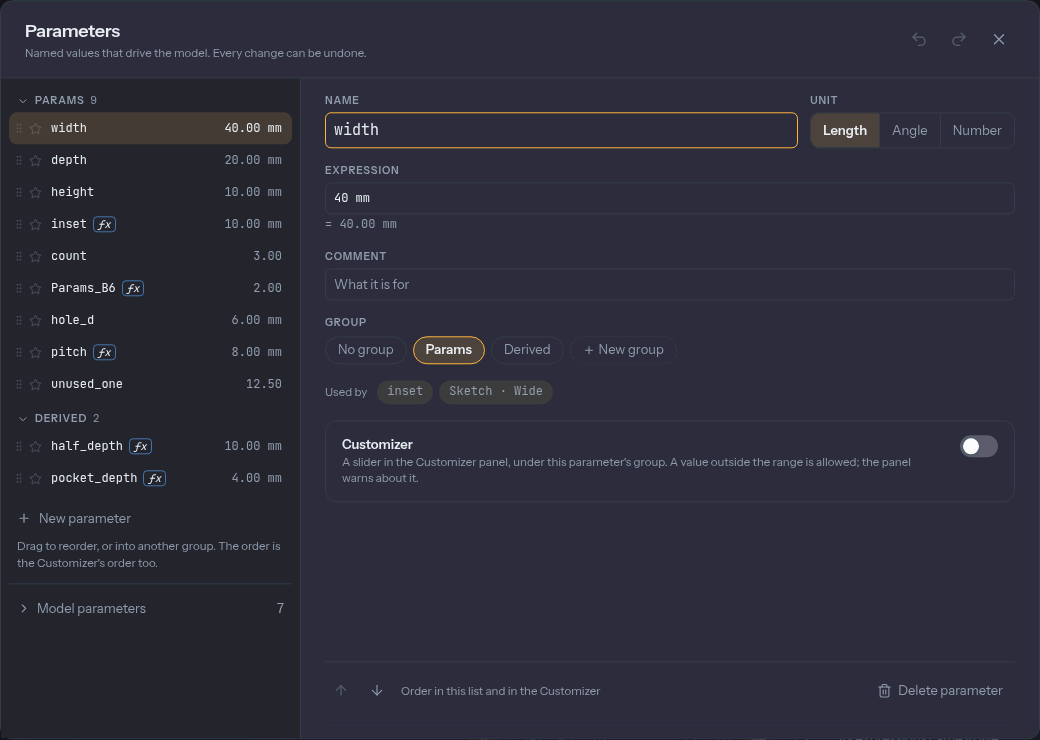 Parameters
Named values that drive the model. Every change can be undone.
PARAMS 9
width 40.00 mm
depth 20.00 mm
height 10.00 mm
inset ƒx 10.00 mm
count 3.00
Params_B6 ƒx 2.00
hole_d 6.00 mm
pitch ƒx 8.00 mm
unused_one 12.50
DERIVED 2
half_depth ƒx 10.00 mm
pocket_depth ƒx 4.00 mm
+ New parameter
Drag to reorder, or into another group. The order is
the Customizer's order too.
Model parameters 7
NAME
width
UNIT
Length Angle Number
EXPRESSION
40 mm
= 40.00 mm
COMMENT
What it is for
GROUP
No group Params Derived + New group
Used by inset Sketch · Wide
Customizer
A slider in the Customizer panel, under this parameter's group. A value outside the range is allowed; the panel
warns about it.
Order in this list and in the Customizer
Delete parameter